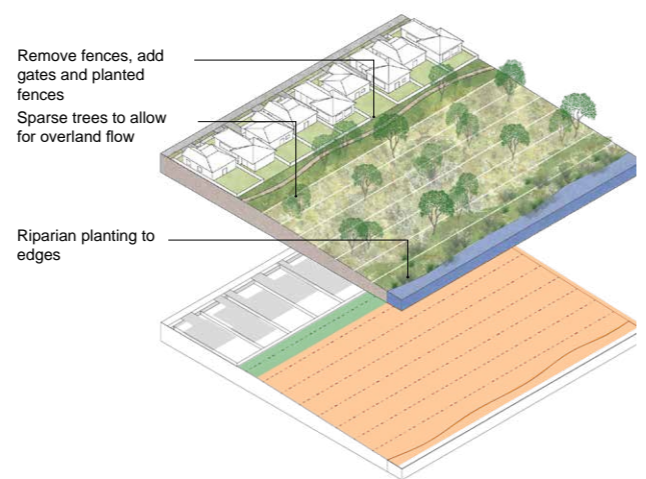 Remove fences, add
gates and planted
fences
Sparse trees to allow
for overland flow
Riparian planting to
edges